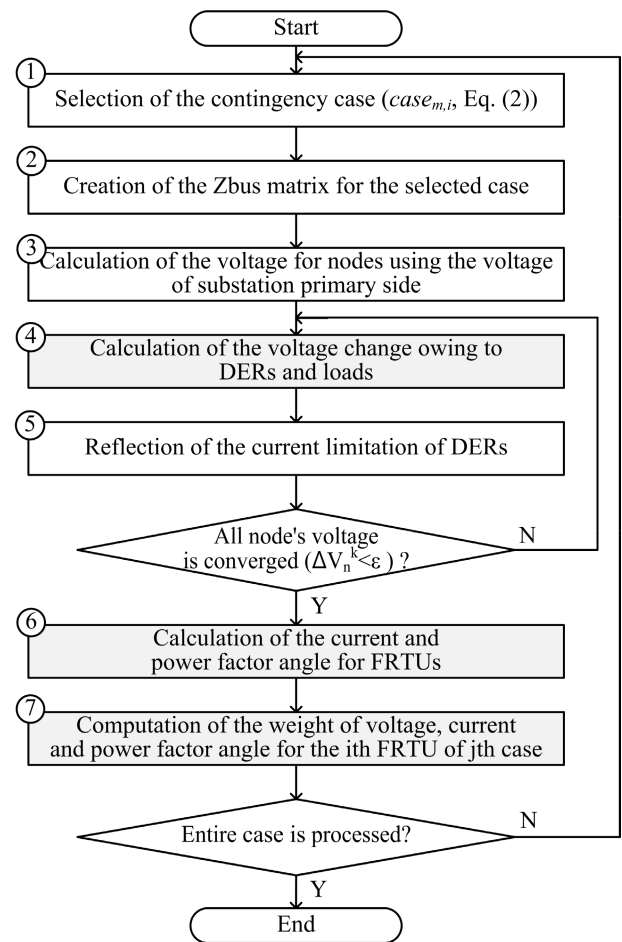 Start
1
Selection of the contingency case (case_{m,i}, Eq. (2))
2
Creation of the Zbus matrix for the selected case
3
Calculation of the voltage for nodes using the voltage
of substation primary side
4
Calculation of the voltage change owing to
DERs and loads
5
Reflection of the current limitation of DERs
All node's voltage
is converged (ΔV_n^k<ε ) ?
N
Y
6
Calculation of the current and
power factor angle for FRTUs
7
Computation of the weight of voltage, current
and power factor angle for the ith FRTU of jth case
Entire case is processed?
N
Y
End